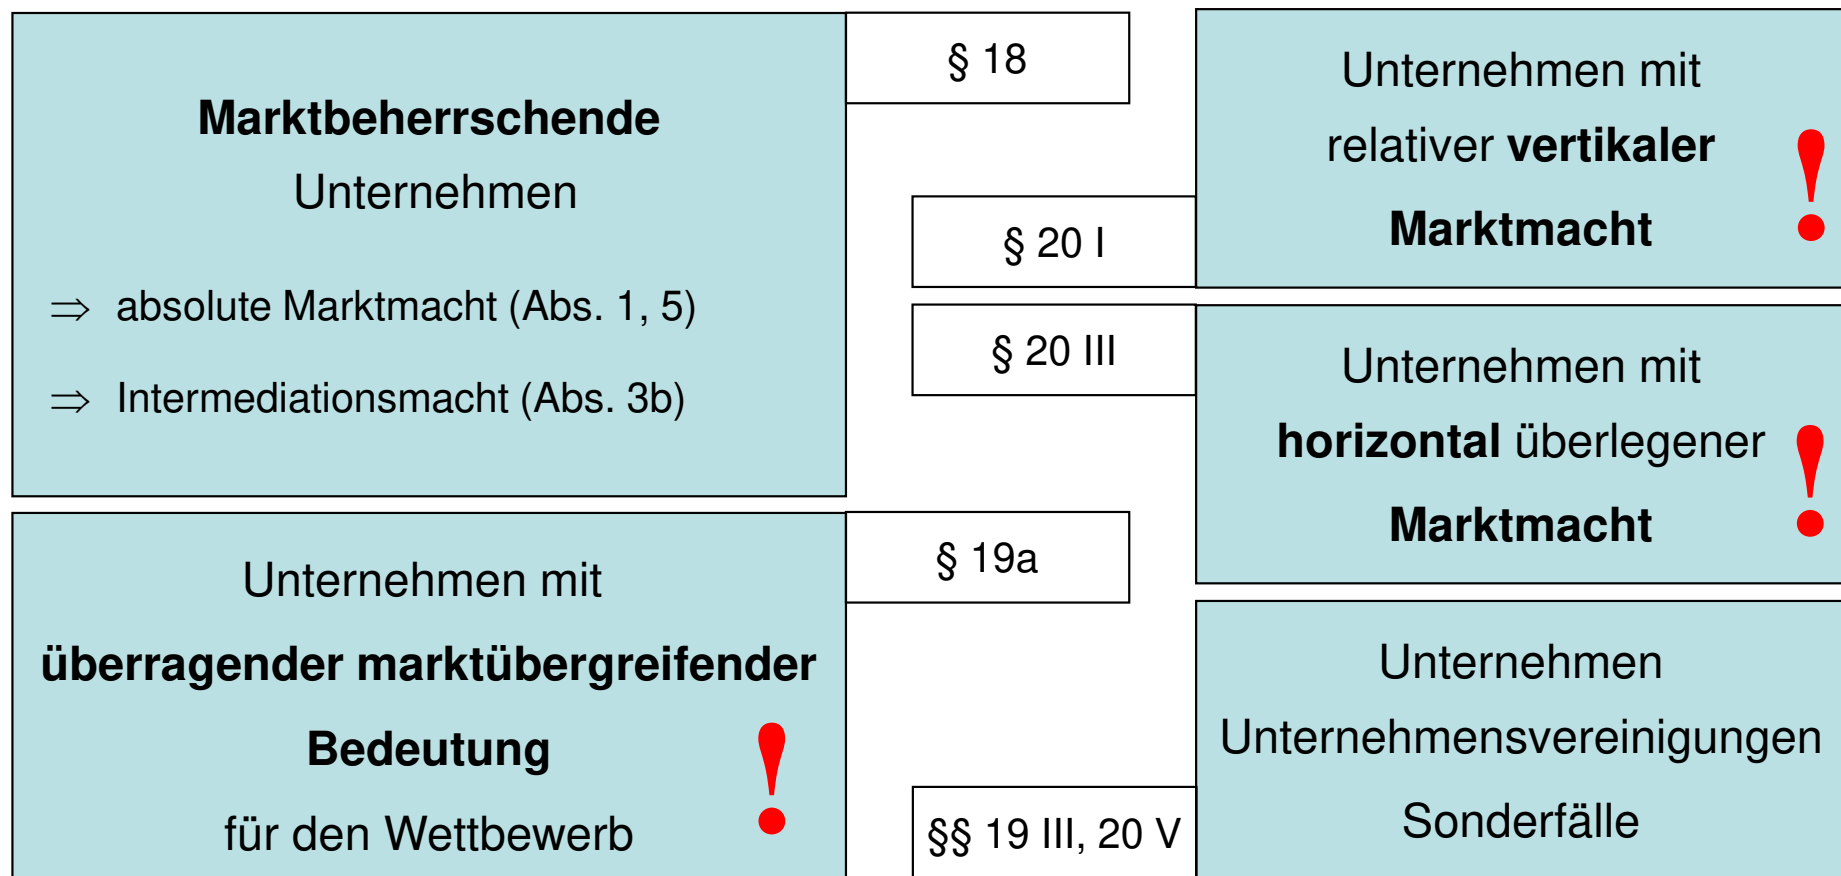 Marktbeherrschende
Unternehmen
⇒ absolute Marktmacht (Abs. 1, 5)
⇒ Intermediationsmacht (Abs. 3b)
§ 18
Unternehmen mit
relativer vertikaler
Marktmacht
!
§ 20 I
§ 20 III
Unternehmen mit
horizontal überlegener
Marktmacht
!
Unternehmen mit
überragender marktübergreifender
Bedeutung
für den Wettbewerb
!
§ 19a
§§ 19 III, 20 V
Unternehmen
Unternehmensvereinigungen
Sonderfälle